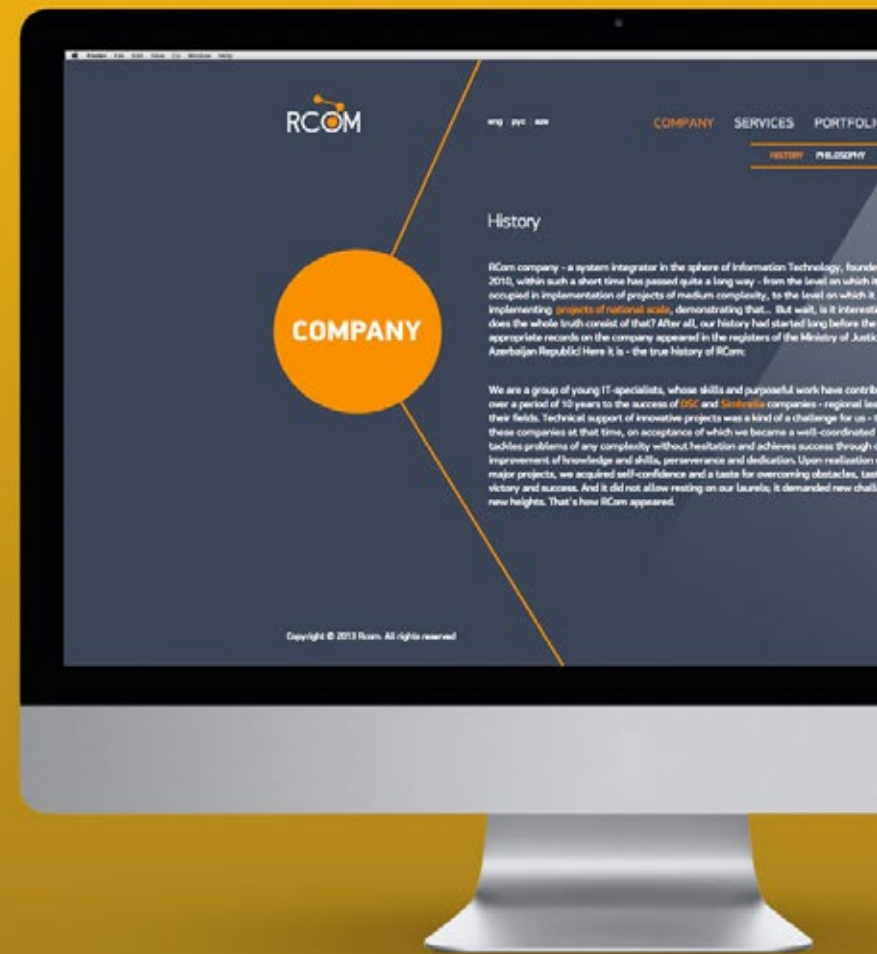 RCOM
eng рус aze
COMPANY SERVICES PORTFOLI
HISTORY PHILOSOPHY
History
RCom company - a system integrator in the sphere of Information Technology, founde
2010, within such a short time has passed quite a long way - from the level on which it
occupied in implementation of projects of medium complexity, to the level on which it
implementing projects of national scale, demonstrating that... But wait, is it interesti
does the whole truth consist of that? After all, our history had started long before the
appropriate records on the company appeared in the registers of the Ministry of Justic
Azerbaijan Republic! Here it is - the true history of RCom:
COMPANY
We are a group of young IT-specialists, whose skills and purposeful work have contrib
over a period of 10 years to the success of DSC and Sinbrella companies - regional lea
their fields. Technical support of innovative projects was a kind of a challenge for us - t
these companies at that time, on acceptance of which we became a well-coordinated
tackles problems of any complexity without hesitation and achieves success through c
improvement of knowledge and skills, perseverance and dedication. Upon realization o
major projects, we acquired self-confidence and a taste for overcoming obstacles, tast
victory and success. And it did not allow resting on our laurels; it demanded new chall
new heights. That's how RCom appeared.
Copyright © 2013 Rcom. All rights reserved